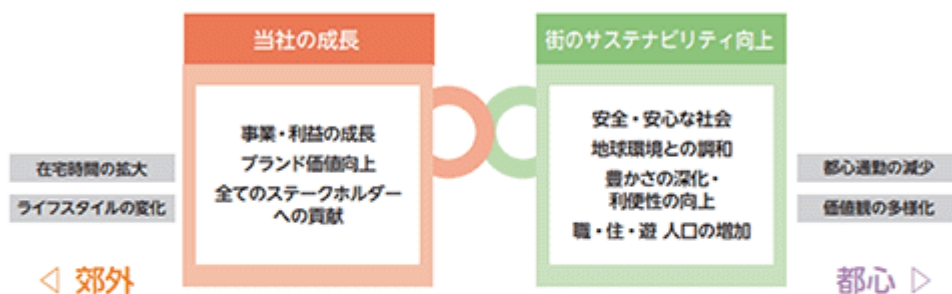 当社の成長
事業・利益の成長
ブランド価値向上
全てのステークホルダー
への貢献
街のサステナビリティ向上
安全・安心な社会
地球環境との調和
豊かさの深化・
利便性の向上
職・住・遊 人口の増加
在宅時間の拡大
ライフスタイルの変化
◁ 郊外
都心通勤の減少
価値観の多様化
都心 ▷